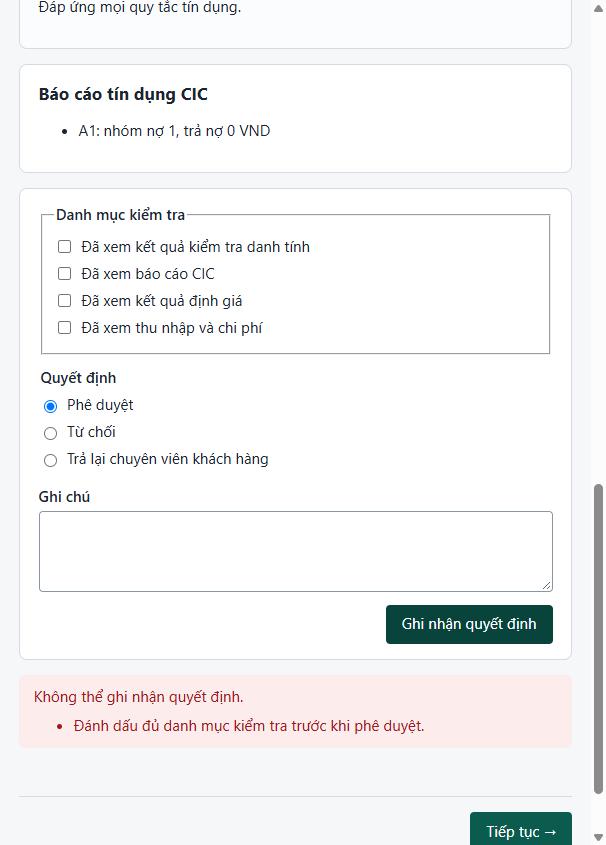 Đáp ứng mọi quy tắc tín dụng.
Báo cáo tín dụng CIC
• A1: nhóm nợ 1, trả nợ 0 VND
Danh mục kiểm tra
Đã xem kết quả kiểm tra danh tính
Đã xem báo cáo CIC
Đã xem kết quả định giá
Đã xem thu nhập và chi phí
Quyết định
Phê duyệt
Từ chối
Trả lại chuyên viên khách hàng
Ghi chú
Ghi nhận quyết định
Không thể ghi nhận quyết định.
• Đánh dấu đủ danh mục kiểm tra trước khi phê duyệt.
Tiếp tục →